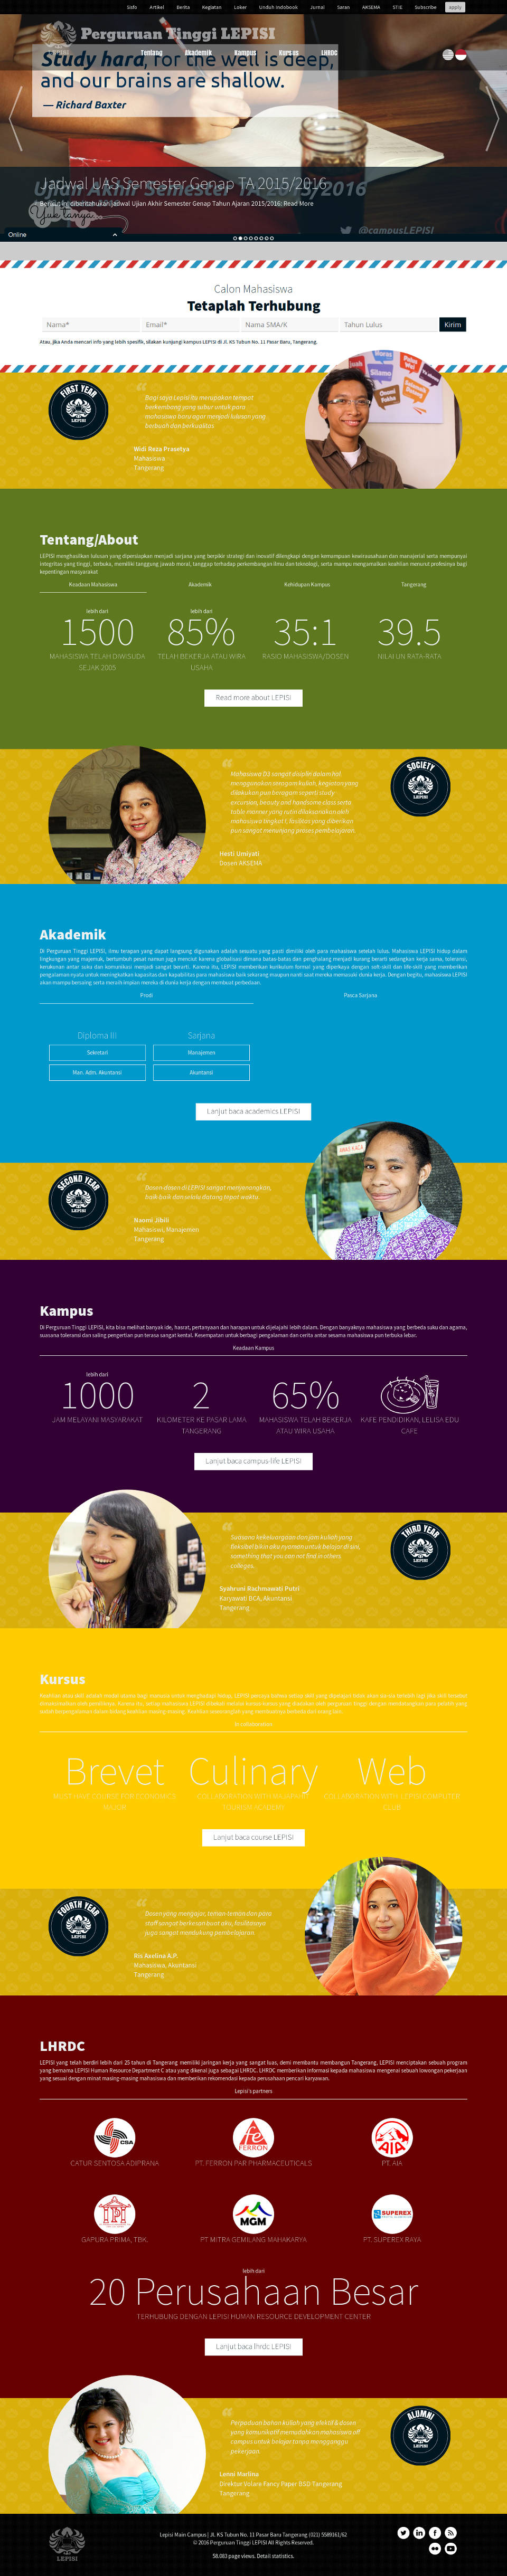 Sisfo Artikel Berita Kegiatan Loker Unduh Indobook Jurnal Saran AKSEMA STIE Subscribe apply
Perguruan Tinggi LEPISI
Tentang Akademik Kampus Kursus LHRDC
Study hard, for the well is deep,
and our brains are shallow.
— Richard Baxter
Jadwal UAS Semester Genap TA 2015/2016
Berikut ini diberitahukan jadwal Ujian Akhir Semester Genap Tahun Ajaran 2015/2016. Read More
Yuk tanya..
@campusLEPISI
Online
Calon Mahasiswa
Tetaplah Terhubung
Nama* Email* Nama SMA/K Tahun Lulus Kirim
Atau, jika Anda mencari info yang lebih spesifik, silakan kunjungi kampus LEPISI di Jl. KS Tubun No. 11 Pasar Baru, Tangerang.
FIRST YEAR
LEPISI
Bagi saya Lepisi itu merupakan tempat
berkembang yang subur untuk para
mahasiswa baru agar menjadi lulusan yang
berbuah dan berkualitas
Widi Reza Prasetya
Mahasiswa
Tangerang
Tentang/About
LEPISI menghasilkan lulusan yang dipersiapkan menjadi sarjana yang berpikir strategi dan inovatif dilengkapi dengan kemampuan kewirausahaan dan manajerial serta mempunyai
integritas yang tinggi, terbuka, memiliki tanggung jawab moral, tanggap terhadap perkembangan ilmu dan teknologi, serta mampu mengamalkan keahlian menurut profesinya bagi
kepentingan masyarakat.
Keadaan Mahasiswa Akademik Kehidupan Kampus Tangerang
lebih dari lebih dari
1500 85% 35:1 39.5
MAHASISWA TELAH DIWISUDA TELAH BEKERJA ATAU WIRA RASIO MAHASISWA/DOSEN NILAI UN RATA-RATA
SEJAK 2005 USAHA
Read more about LEPISI
Mahasiswa D3 sangat disiplin dalam hal
menggunakan seragam kuliah, kegiatan yang
dilakukan pun beragam seperti study
excursion, beauty and handsome class serta
table manner yang rutin dilaksanakan oleh
mahasiswa tingkat I, fasilitas yang diberikan
pun sangat menunjang proses pembelajaran.
Hesti Umiyati
Dosen AKSEMA
SOCIETY
LEPISI
Akademik
Di Perguruan Tinggi LEPISI, ilmu terapan yang dapat langsung digunakan adalah sesuatu yang pasti dimiliki oleh para mahasiswa setelah lulus. Mahasiswa LEPISI hidup dalam
lingkungan yang majemuk, bertumbuh pesat namun juga menciut karena globalisasi dimana batas-batas dan penghalang menjadi kurang berarti sedangkan kerja sama, toleransi,
kerukunan antar suku dan komunikasi menjadi sangat berarti. Karena itu, LEPISI memberikan kurikulum formal yang diperkaya dengan soft-skill dan life-skill yang memberikan
pengalaman nyata untuk meningkatkan kapasitas dan kapabilitas para mahasiswa baik sekarang maupun nanti saat mereka memasuki dunia kerja. Dengan begitu, mahasiswa LEPISI
akan mampu bersaing serta meraih kesiapan mereka di dunia kerja dengan membuat perbedaan.
Prodi Pasca Sarjana
Diploma III Sarjana
Sekretari Manajemen
Man. Adm. Akuntansi Akuntansi
Lanjut baca academics LEPISI
SECOND YEAR
LEPISI
Dosen-dosen di LEPISI sangat menyenangkan,
baik-baik dan selalu datang tepat waktu.
Naomi Jibili
Mahasiswi, Manajemen
Tangerang
Kampus
Di Perguruan Tinggi LEPISI, kita bisa melihat banyak ide, hasrat, pertanyaan dan harapan untuk dijelajahi lebih dalam. Dengan banyaknya mahasiswa yang berbeda suku dan agama,
suasana toleransi dan saling pengertian pun terasa sangat kental. Kesempatan untuk berbagi pengalaman dan cerita antar sesama mahasiswa pun terbuka lebar.
Keadaan Kampus
lebih dari
1000 2 65%
JAM MELAYANI MASYARAKAT KILOMETER KE PASAR LAMA MAHASISWA TELAH BEKERJA KAFE PENDIDIKAN, LELISA EDU
TANGERANG ATAU WIRA USAHA CAFE
Lanjut baca campus-life LEPISI
Suasana kekeluargaan dan jam kuliah yang
fleksibel bikin aku nyaman untuk belajar di sini,
something that you can not find in others
colleges.
Syahruni Rachmawati Putri
Karyawati BCA, Akuntansi
Tangerang
THIRD YEAR
LEPISI
Kursus
In collaboration
Brevet Culinary Web
Lanjut baca course LEPISI
FOURTH YEAR
LEPISI
Dosen yang mengajar, teman-teman dan para
staff sangat berkesan buat aku, fasilitasnya
juga sangat mendukung pembelajaran.
Ria Avelina A.P.
Mahasiswa, Akuntansi
Tangerang
LHRDC
LEPISI yang telah berdiri lebih dari 25 tahun di Tangerang memiliki jaringan kerja yang sangat luas, demi membantu membangun Tangerang, LEPISI menciptakan sebuah program
yang bernama LEPISI Human Resource Department C atau yang dikenal juga sebagai LHRDC. LHRDC memberikan informasi kepada mahasiswa mengenai sebuah lowongan pekerjaan
yang sesuai dengan minat masing-masing mahasiswa dan memberikan rekomendasi kepada perusahaan pencari karyawan.
Lepisi's partners
CSA FERRON AIA
CATUR SENTOSA ADIPRANA PT. FERRON PAR PHARMACEUTICALS PT. AIA
MGM SUPEREX
GAPURA PRIMA, TBK. PT MITRA GEMILANG MAHAKARYA PT. SUPEREX RAYA
lebih dari
20 Perusahaan Besar
TERHUBUNG DENGAN LEPISI HUMAN RESOURCE DEVELOPMENT CENTER
Lanjut baca lhrdc LEPISI
Perpaduan bahan kuliah yang efektif & dosen
yang komunikatif memudahkan mahasiswa off
campus untuk belajar tanpa mengganggu
pekerjaan.
Lenni Marlina
Direktur Volare Fancy Paper BSD Tangerang
Tangerang
ALUMNI
LEPISI
LEPISI
Lepisi Main Campus | JL. KS Tubun No. 11 Pasar Baru Tangerang (021) 5589161/62
© 2016 Perguruan Tinggi LEPISI All Rights Reserved.
58,083 page views. Detail statistics.